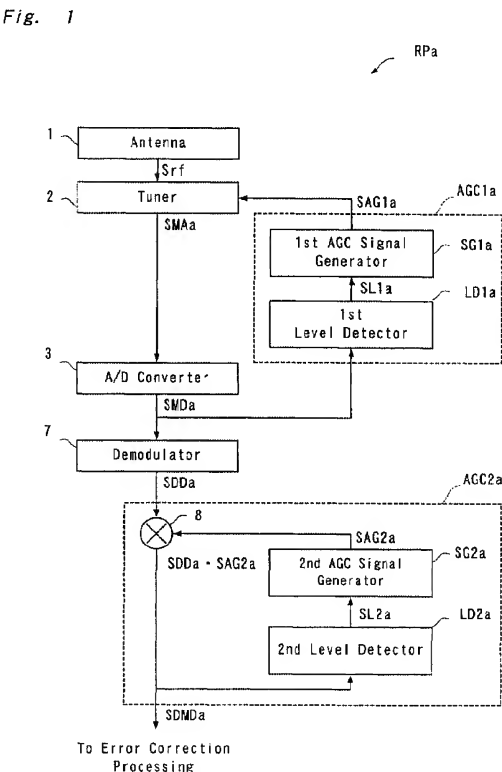 Fig. 1
RPa
1
Antenna
Srf
2
Tuner
SAG1a
AGC1a
SMAa
1st AGC Signal
Generator
SG1a
SL1a
LD1a
1st
Level Detector
3
A/D Converter
SMDa
7
Demodulator
SDDa
AGC2a
8
SAG2a
SG2a
SDDa・SAG2a
2nd AGC Signal
Generator
SL2a
LD2a
2nd Level Detector
SDMDa
To Error Correction
Processing